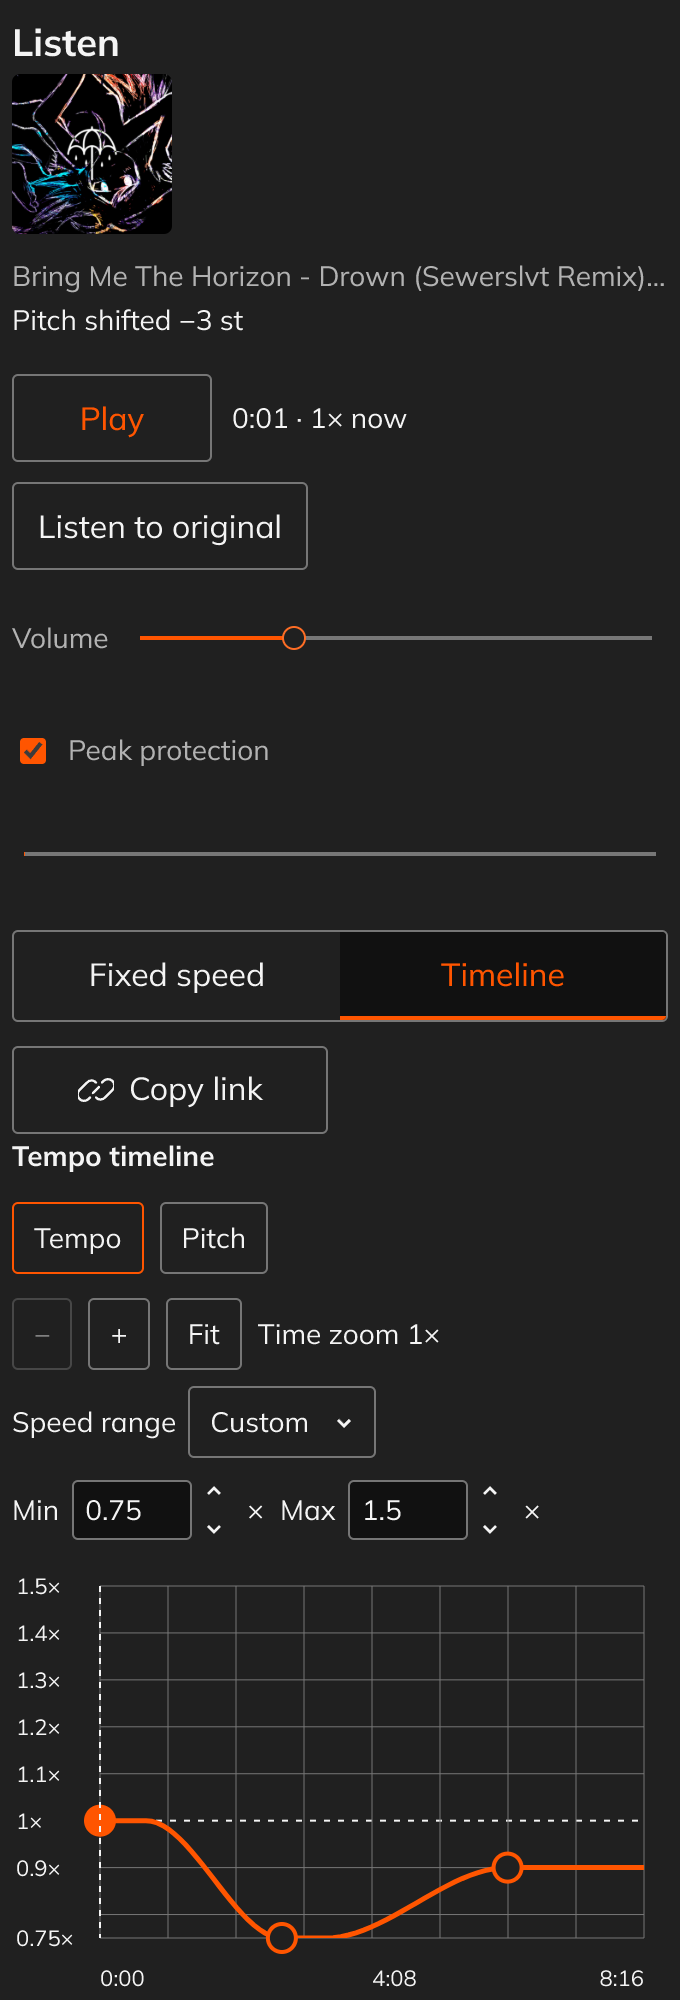 Listen
Bring Me The Horizon - Drown (Sewerslvt Remix)...
Pitch shifted −3 st
Play 0:01 · 1× now
Listen to original
Volume
Peak protection
Fixed speed Timeline
Copy link
Tempo timeline
Tempo Pitch
− + Fit Time zoom 1×
Speed range Custom
Min 0.75 × Max 1.5 ×
1.5×
1.4×
1.3×
1.2×
1.1×
1×
0.9×
0.75×
0:00 4:08 8:16